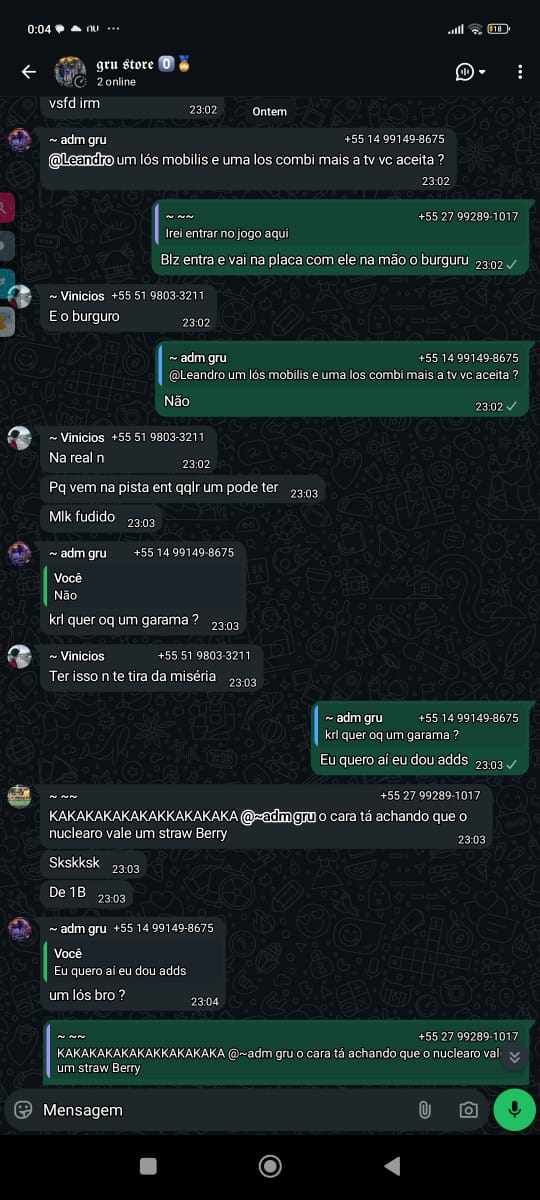 0:04
18
𝖌𝖗𝖚 𝖘𝖙𝖔𝖗𝖊 0
2 online
vsfd irm 23:02
Ontem
~ adm gru +55 14 99149-8675
@Leandro um lós mobilis e uma los combi mais a tv vc aceita ?
23:02
~ ~~ +55 27 99289-1017
Irei entrar no jogo aqui
Blz entra e vai na placa com ele na mão o burguru 23:02
~ Vinicios +55 51 9803-3211
E o burguro 23:02
~ adm gru +55 14 99149-8675
@Leandro um lós mobilis e uma los combi mais a tv vc aceita ?
Não 23:02
~ Vinicios +55 51 9803-3211
Na real n 23:02
Pq vem na pista ent qqlr um pode ter 23:03
Mlk fudido 23:03
~ adm gru +55 14 99149-8675
Você
Não
krl quer oq um garama ? 23:03
~ Vinicios +55 51 9803-3211
Ter isso n te tira da miséria 23:03
~ adm gru +55 14 99149-8675
krl quer oq um garama ?
Eu quero aí eu dou adds 23:03
~ ~~ +55 27 99289-1017
KAKAKAKAKAKAKKAKAKAKA @~adm gru o cara tá achando que o
nuclearo vale um straw Berry 23:03
Skskksk 23:03
De 1B 23:03
~ adm gru +55 14 99149-8675
Você
Eu quero aí eu dou adds
um lós bro ? 23:04
~ ~~ +55 27 99289-1017
KAKAKAKAKAKAKKAKAKAKA @~adm gru o cara tá achando que o nuclearo val
um straw Berry
Mensagem